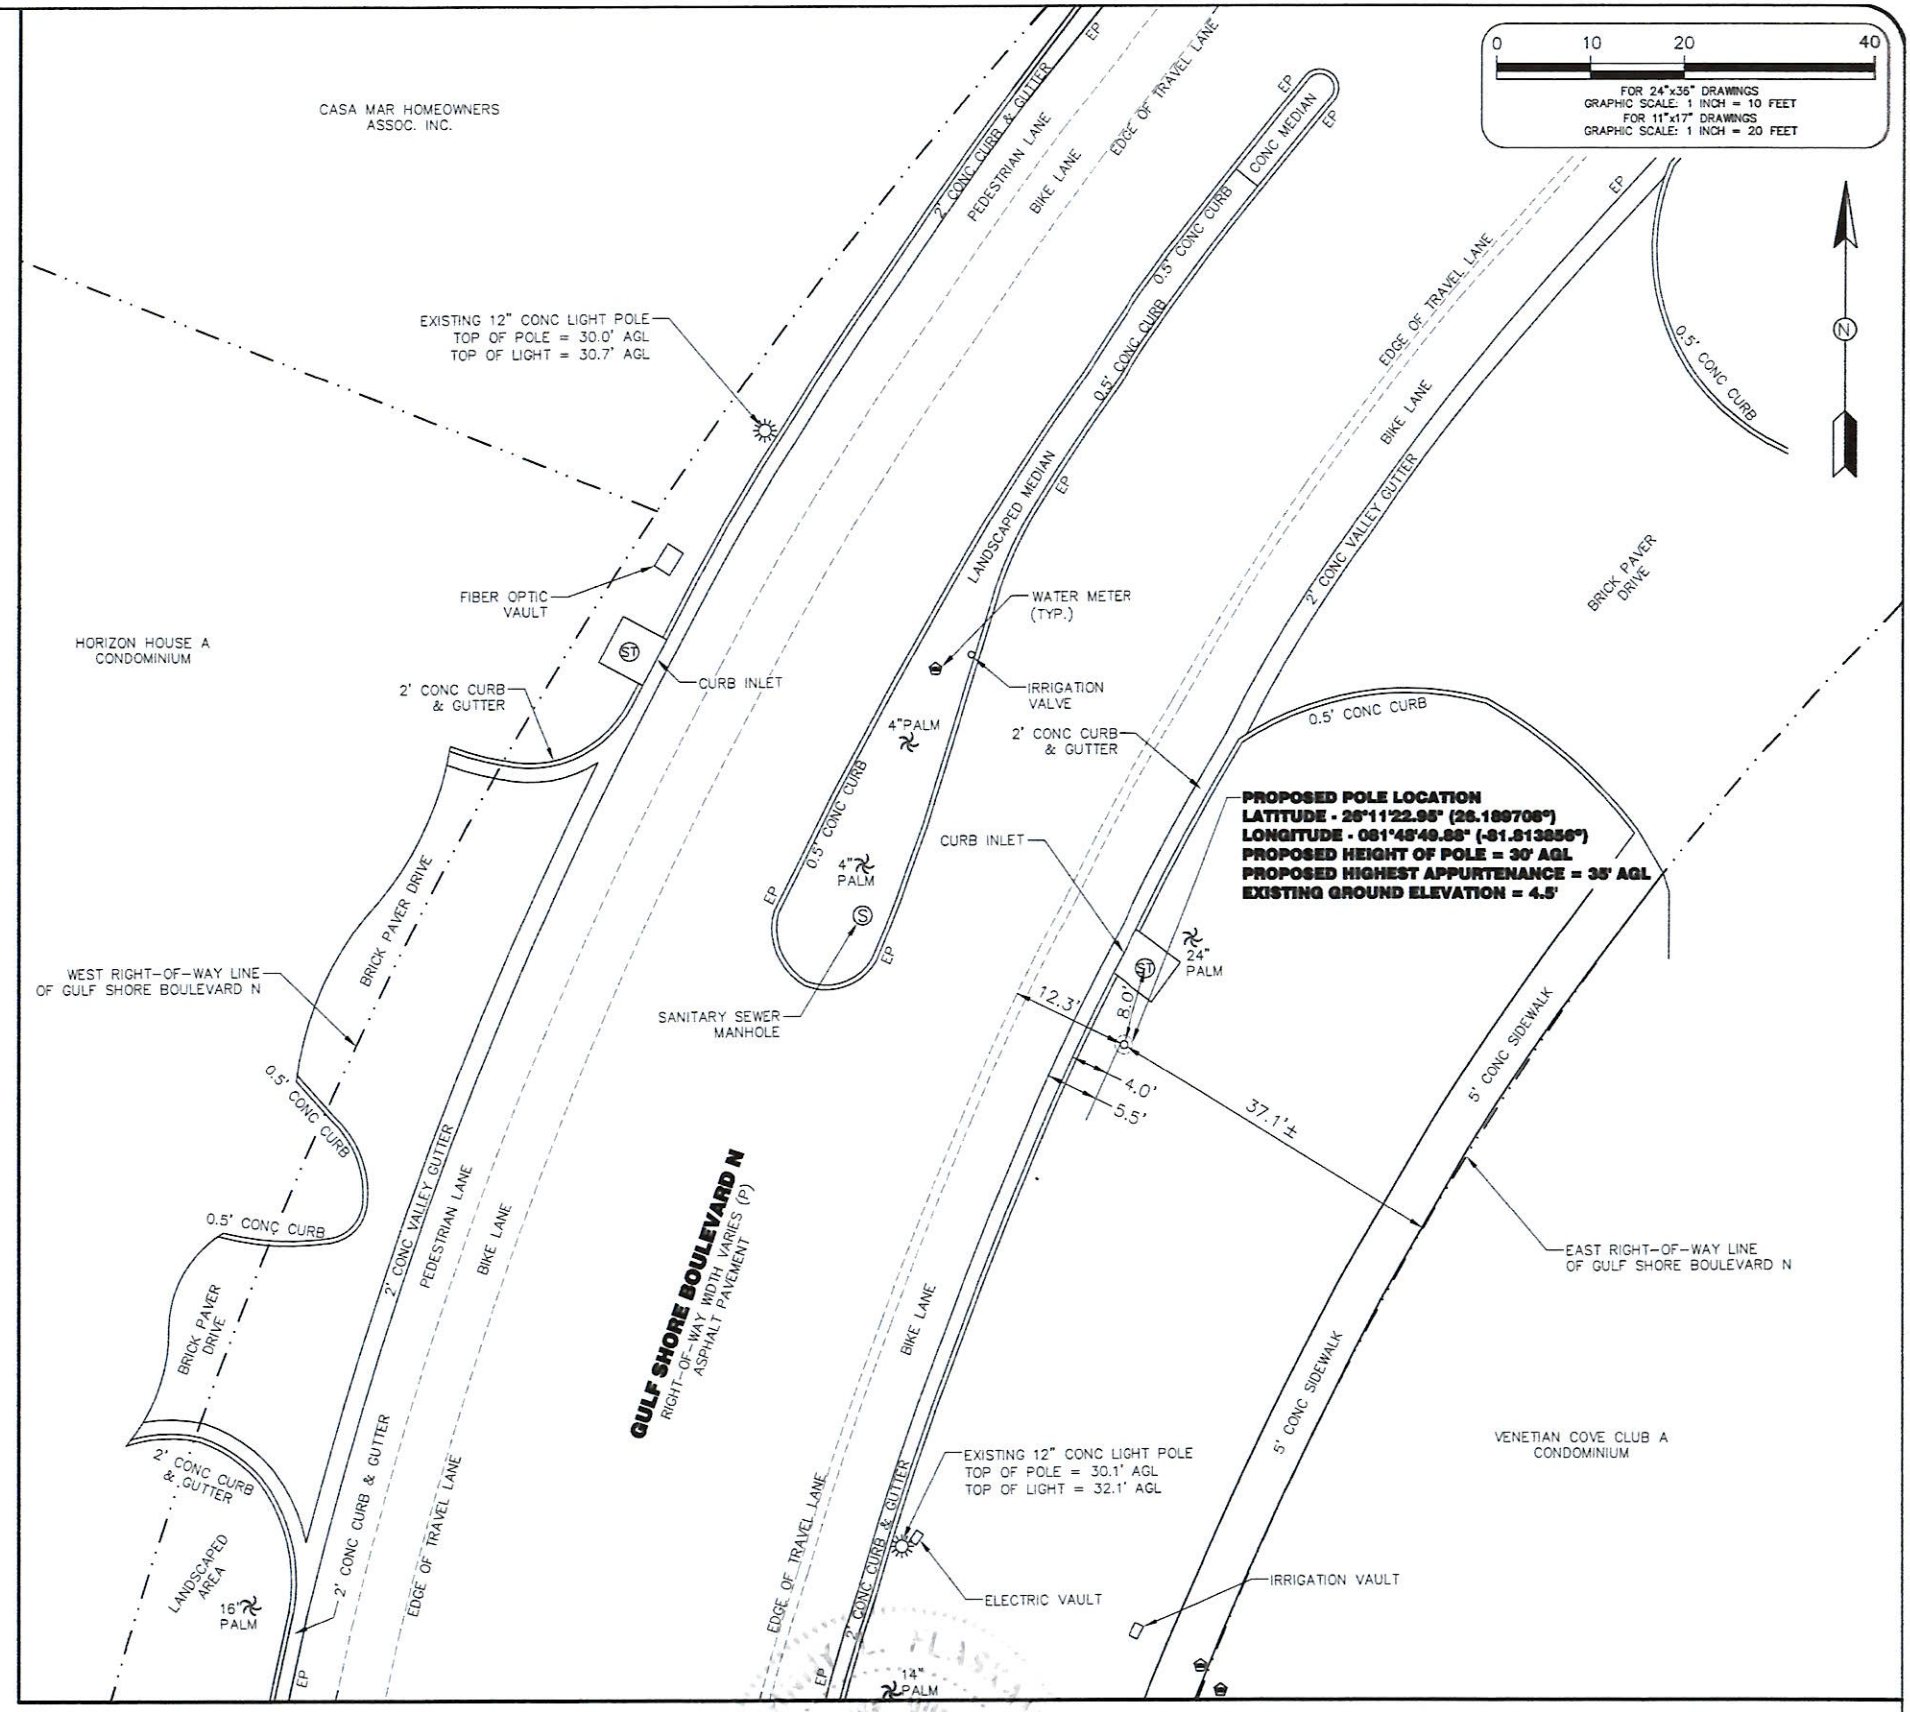 0 10 20 40
FOR 24"x36" DRAWINGS
GRAPHIC SCALE: 1 INCH = 10 FEET
FOR 11"x17" DRAWINGS
GRAPHIC SCALE: 1 INCH = 20 FEET
N
CASA MAR HOMEOWNERS
ASSOC. INC.
2' CONC CURB & GUTTER
EP
PEDESTRIAN LANE
BIKE LANE
EDGE OF TRAVEL LANE
EP
CONC MEDIAN
EP
0.5' CONC CURB
0.5' CONC CURB
EDGE OF TRAVEL LANE
BIKE LANE
EP
0.5' CONC CURB
EXISTING 12" CONC LIGHT POLE
TOP OF POLE = 30.0' AGL
TOP OF LIGHT = 30.7' AGL
LANDSCAPED MEDIAN
EP
2' CONC VALLEY GUTTER
BRICK PAVER
DRIVE
FIBER OPTIC
VAULT
HORIZON HOUSE A
CONDOMINIUM
ST
CURB INLET
2' CONC CURB
& GUTTER
WATER METER
(TYP.)
IRRIGATION
VALVE
4"PALM
2' CONC CURB
& GUTTER
0.5' CONC CURB
0.5' CONC CURB
PROPOSED POLE LOCATION
LATITUDE - 26°11'22.95" (26.189708°)
LONGITUDE - 081°48'49.88" (-81.813856°)
PROPOSED HEIGHT OF POLE = 30' AGL
PROPOSED HIGHEST APPURTENANCE = 35' AGL
EXISTING GROUND ELEVATION = 4.5'
CURB INLET
4"
PALM
EP
S
EP
BRICK PAVER DRIVE
WEST RIGHT-OF-WAY LINE
OF GULF SHORE BOULEVARD N
SANITARY SEWER
MANHOLE
ST
24"
PALM
12.3'
8.0'
4.0'
5.5'
37.1'±
5' CONC SIDEWALK
0.5' CONC CURB
0.5' CONC CURB
2' CONC VALLEY GUTTER
PEDESTRIAN LANE
BIKE LANE
GULF SHORE BOULEVARD N
RIGHT-OF-WAY WIDTH VARIES (P)
ASPHALT PAVEMENT
BIKE LANE
EAST RIGHT-OF-WAY LINE
OF GULF SHORE BOULEVARD N
BRICK PAVER
DRIVE
5' CONC SIDEWALK
VENETIAN COVE CLUB A
CONDOMINIUM
2' CONC CURB
& GUTTER
2' CONC CURB & GUTTER
EDGE OF TRAVEL LANE
EDGE OF TRAVEL LANE
2' CONC CURB & GUTTER
EXISTING 12" CONC LIGHT POLE
TOP OF POLE = 30.1' AGL
TOP OF LIGHT = 32.1' AGL
LANDSCAPED
AREA
16"
PALM
ELECTRIC VAULT
IRRIGATION VAULT
EP
EP
14"
PALM